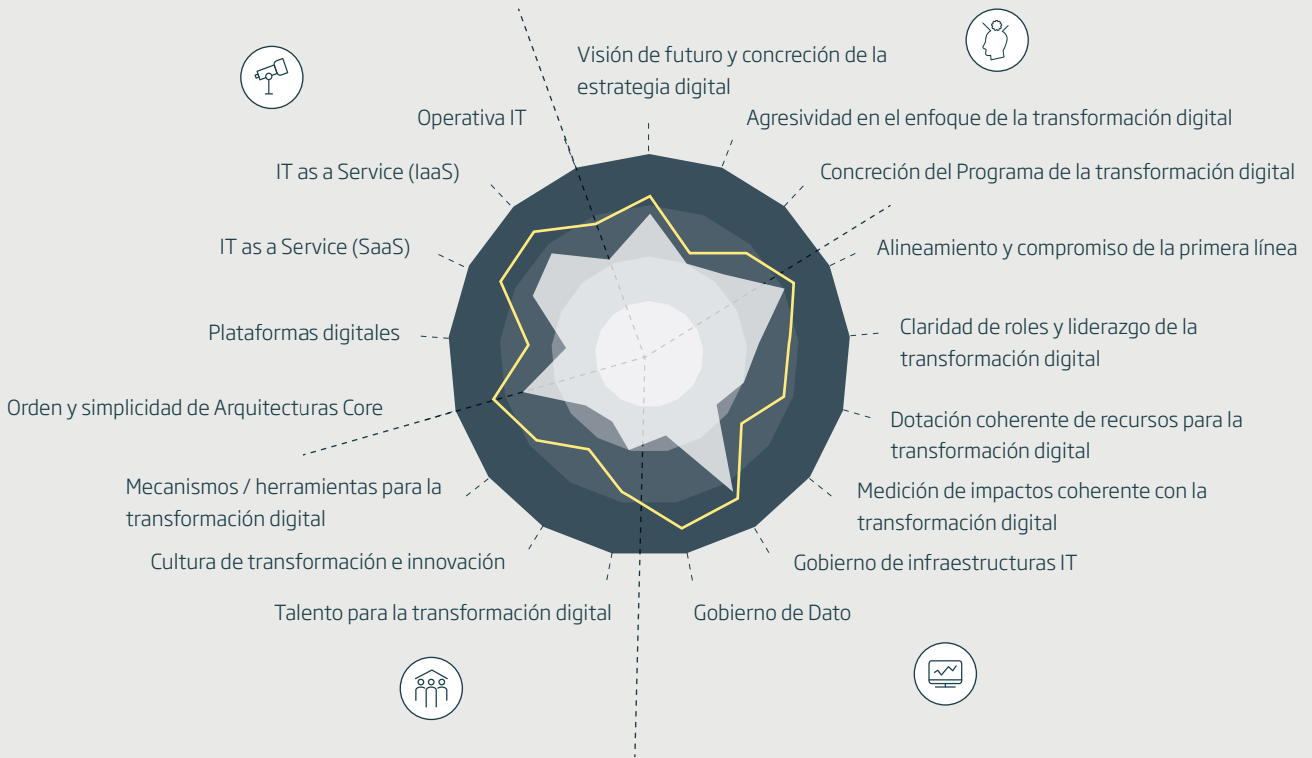 Visión de futuro y concreción de la
estrategia digital
Agresividad en el enfoque de la transformación digital
Concreción del Programa de la transformación digital
Alineamiento y compromiso de la primera línea
Claridad de roles y liderazgo de la
transformación digital
Dotación coherente de recursos para la
transformación digital
Medición de impactos coherente con la
transformación digital
Gobierno de infraestructuras IT
Gobierno de Dato
Talento para la transformación digital
Cultura de transformación e innovación
Mecanismos / herramientas para la
transformación digital
Orden y simplicidad de Arquitecturas Core
Plataformas digitales
IT as a Service (SaaS)
IT as a Service (IaaS)
Operativa IT